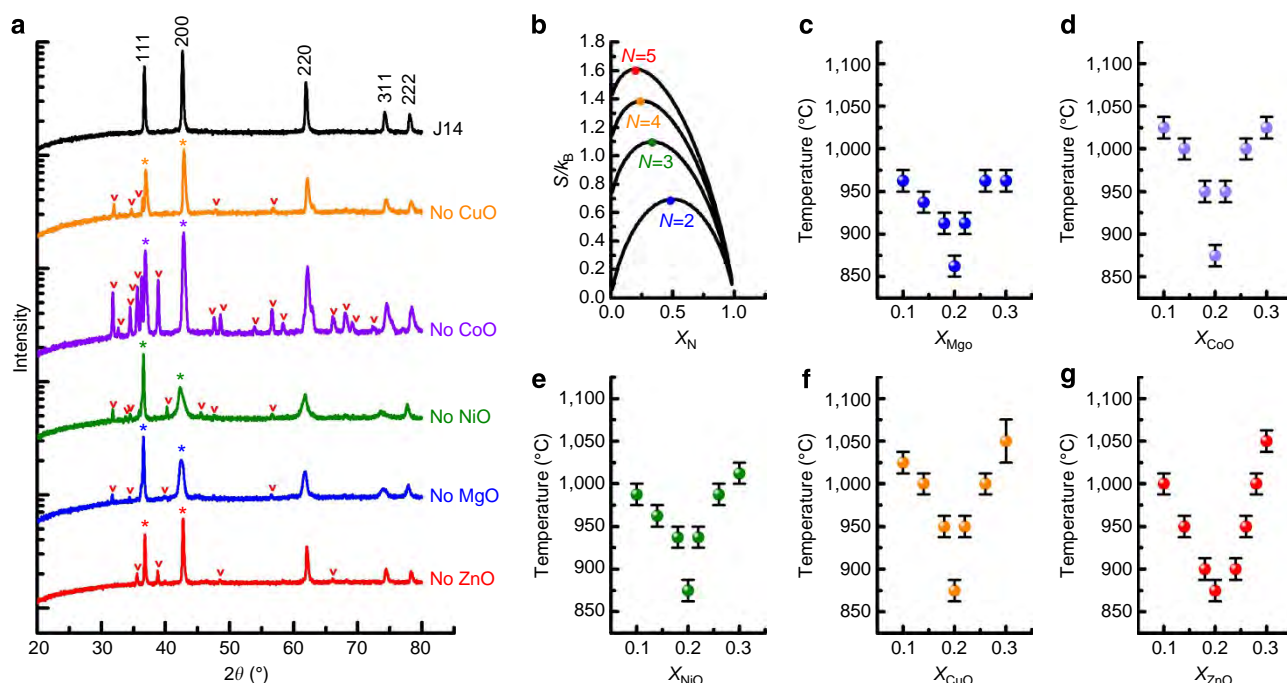 a
111
200
220
311
222
J14
*
*
v
v
v
v
v
No CuO
*
*
v
v
v
v
v
v
v
v
v
v
v
v
v
v
No CoO
*
*
v
v
v
v
v
v
v
No NiO
*
*
v
v
v
v
No MgO
*
*
v
v
v
v
No ZnO
Intensity
20
30
40
50
60
70
80
2θ (°)
b
1.8
1.6
1.4
1.2
1.0
0.8
0.6
0.4
0.2
0.0
S/kB
N=5
N=4
N=3
N=2
0.0
0.5
1.0
XN
c
1,100
1,050
1,000
950
900
850
Temperature (°C)
0.1
0.2
0.3
XMgo
d
1,100
1,050
1,000
950
900
850
Temperature (°C)
0.1
0.2
0.3
XCoO
e
1,100
1,050
1,000
950
900
850
Temperature (°C)
0.1
0.2
0.3
XNiO
f
1,100
1,050
1,000
950
900
850
Temperature (°C)
0.1
0.2
0.3
XCuO
g
1,100
1,050
1,000
950
900
850
Temperature (°C)
0.1
0.2
0.3
XZnO